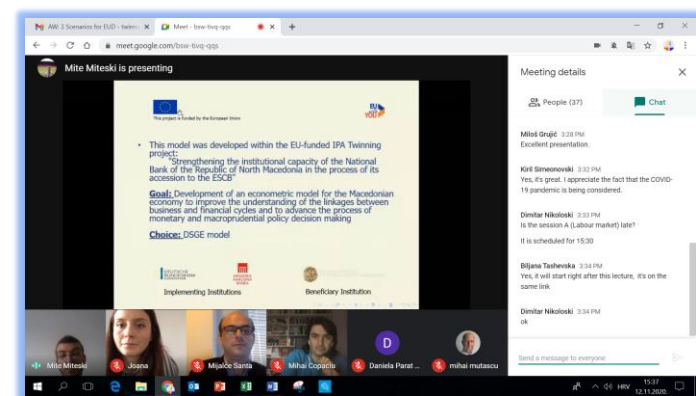 AW: 3 Scenarios for EUD - twinn
Meet - bsw-tivq-qqs
meet.google.com/bsw-tivq-qqs
Mite Miteski is presenting
This project is funded by the European Union
EU
YOU
• This model was developed within the EU-funded IPA Twinning
project:
"Strengthening the institutional capacity of the National
Bank of the Republic of North Macedonia in the process of its
accession to the ESCB"
Goal: Development of an econometric model for the Macedonian
economy to improve the understanding of the linkages between
business and financial cycles and to advance the process of
monetary and macroprudential policy decision making
Choice: DSGE model
DEUTSCHE
BUNDESBANK
Implementing Institutions
Beneficiary Institution
Mite Miteski
Joana
Mijalce Santa
Mihai Copaciu
D
Daniela Parat ...
mihai mutascu
Meeting details
People (37)
Chat
Miloš Grujić 3:28 PM
Excellent presentation.
Kiril Simeonovski 3:32 PM
Yes, it's great. I appreciate the fact that the COVID-
19 pandemic is being considered.
Dimitar Nikoloski 3:33 PM
Is the session A (Labour market) late?
It is scheduled for 15:30
Biljana Tashevska 3:34 PM
Yes, it will start right after this lecture, it's on the
same link
Dimitar Nikoloski 3:34 PM
ok
Send a message to everyone
HRV
15:37
12.11.2020.